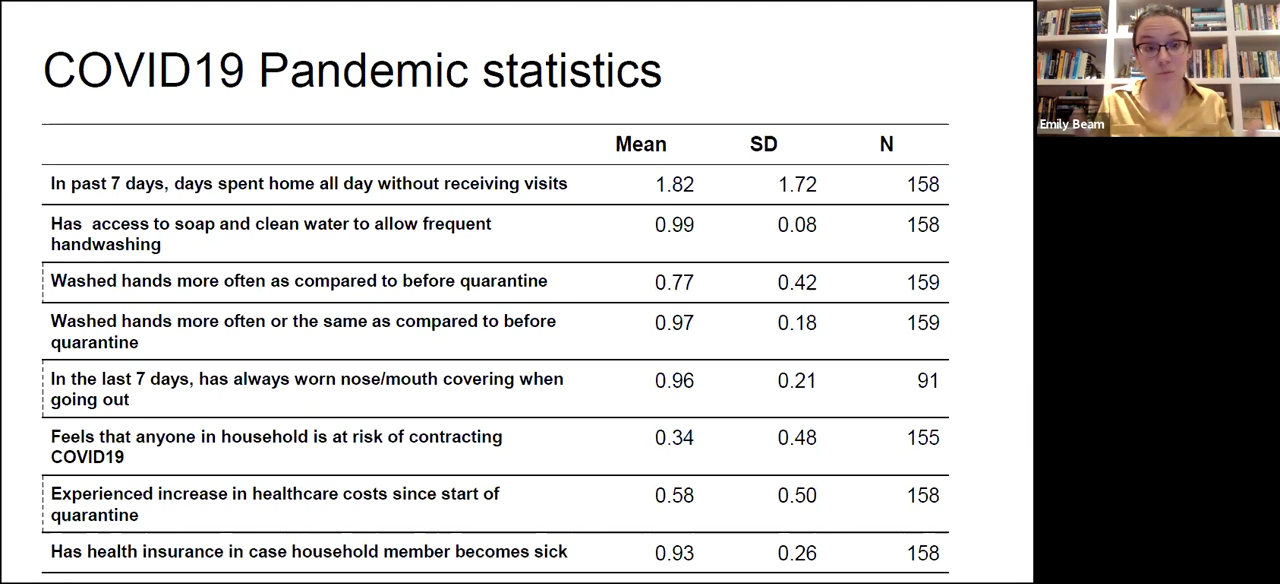 COVID19 Pandemic statistics
Emily Beam
Mean SD N
In past 7 days, days spent home all day without receiving visits 1.82 1.72 158
Has access to soap and clean water to allow frequent
handwashing 0.99 0.08 158
Washed hands more often as compared to before quarantine 0.77 0.42 159
Washed hands more often or the same as compared to before
quarantine 0.97 0.18 159
In the last 7 days, has always worn nose/mouth covering when
going out 0.96 0.21 91
Feels that anyone in household is at risk of contracting
COVID19 0.34 0.48 155
Experienced increase in healthcare costs since start of
quarantine 0.58 0.50 158
Has health insurance in case household member becomes sick 0.93 0.26 158